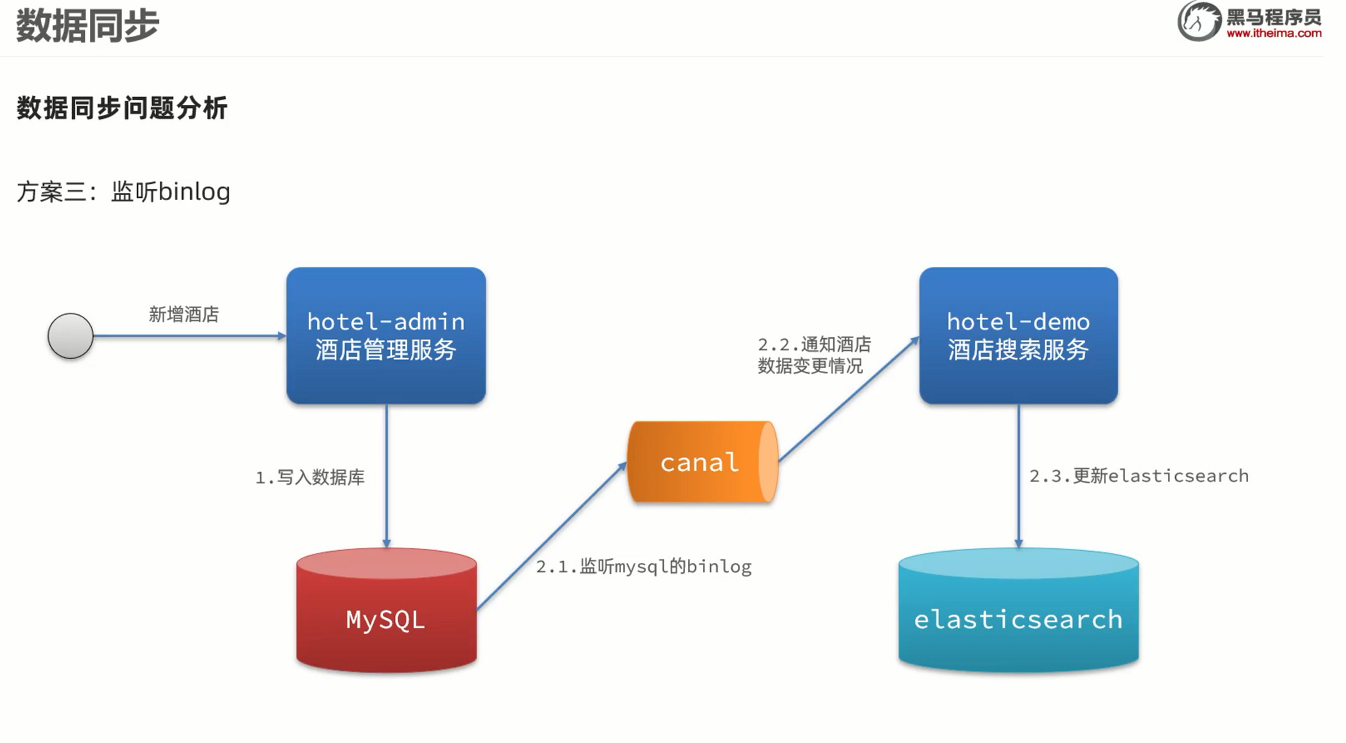 数据同步
黑马程序员
www.itheima.com
数据同步问题分析
方案三：监听binlog
新增酒店
hotel-admin
酒店管理服务
2.2.通知酒店
数据变更情况
hotel-demo
酒店搜索服务
1.写入数据库
canal
2.3.更新elasticsearch
2.1.监听mysql的binlog
MySQL
elasticsearch